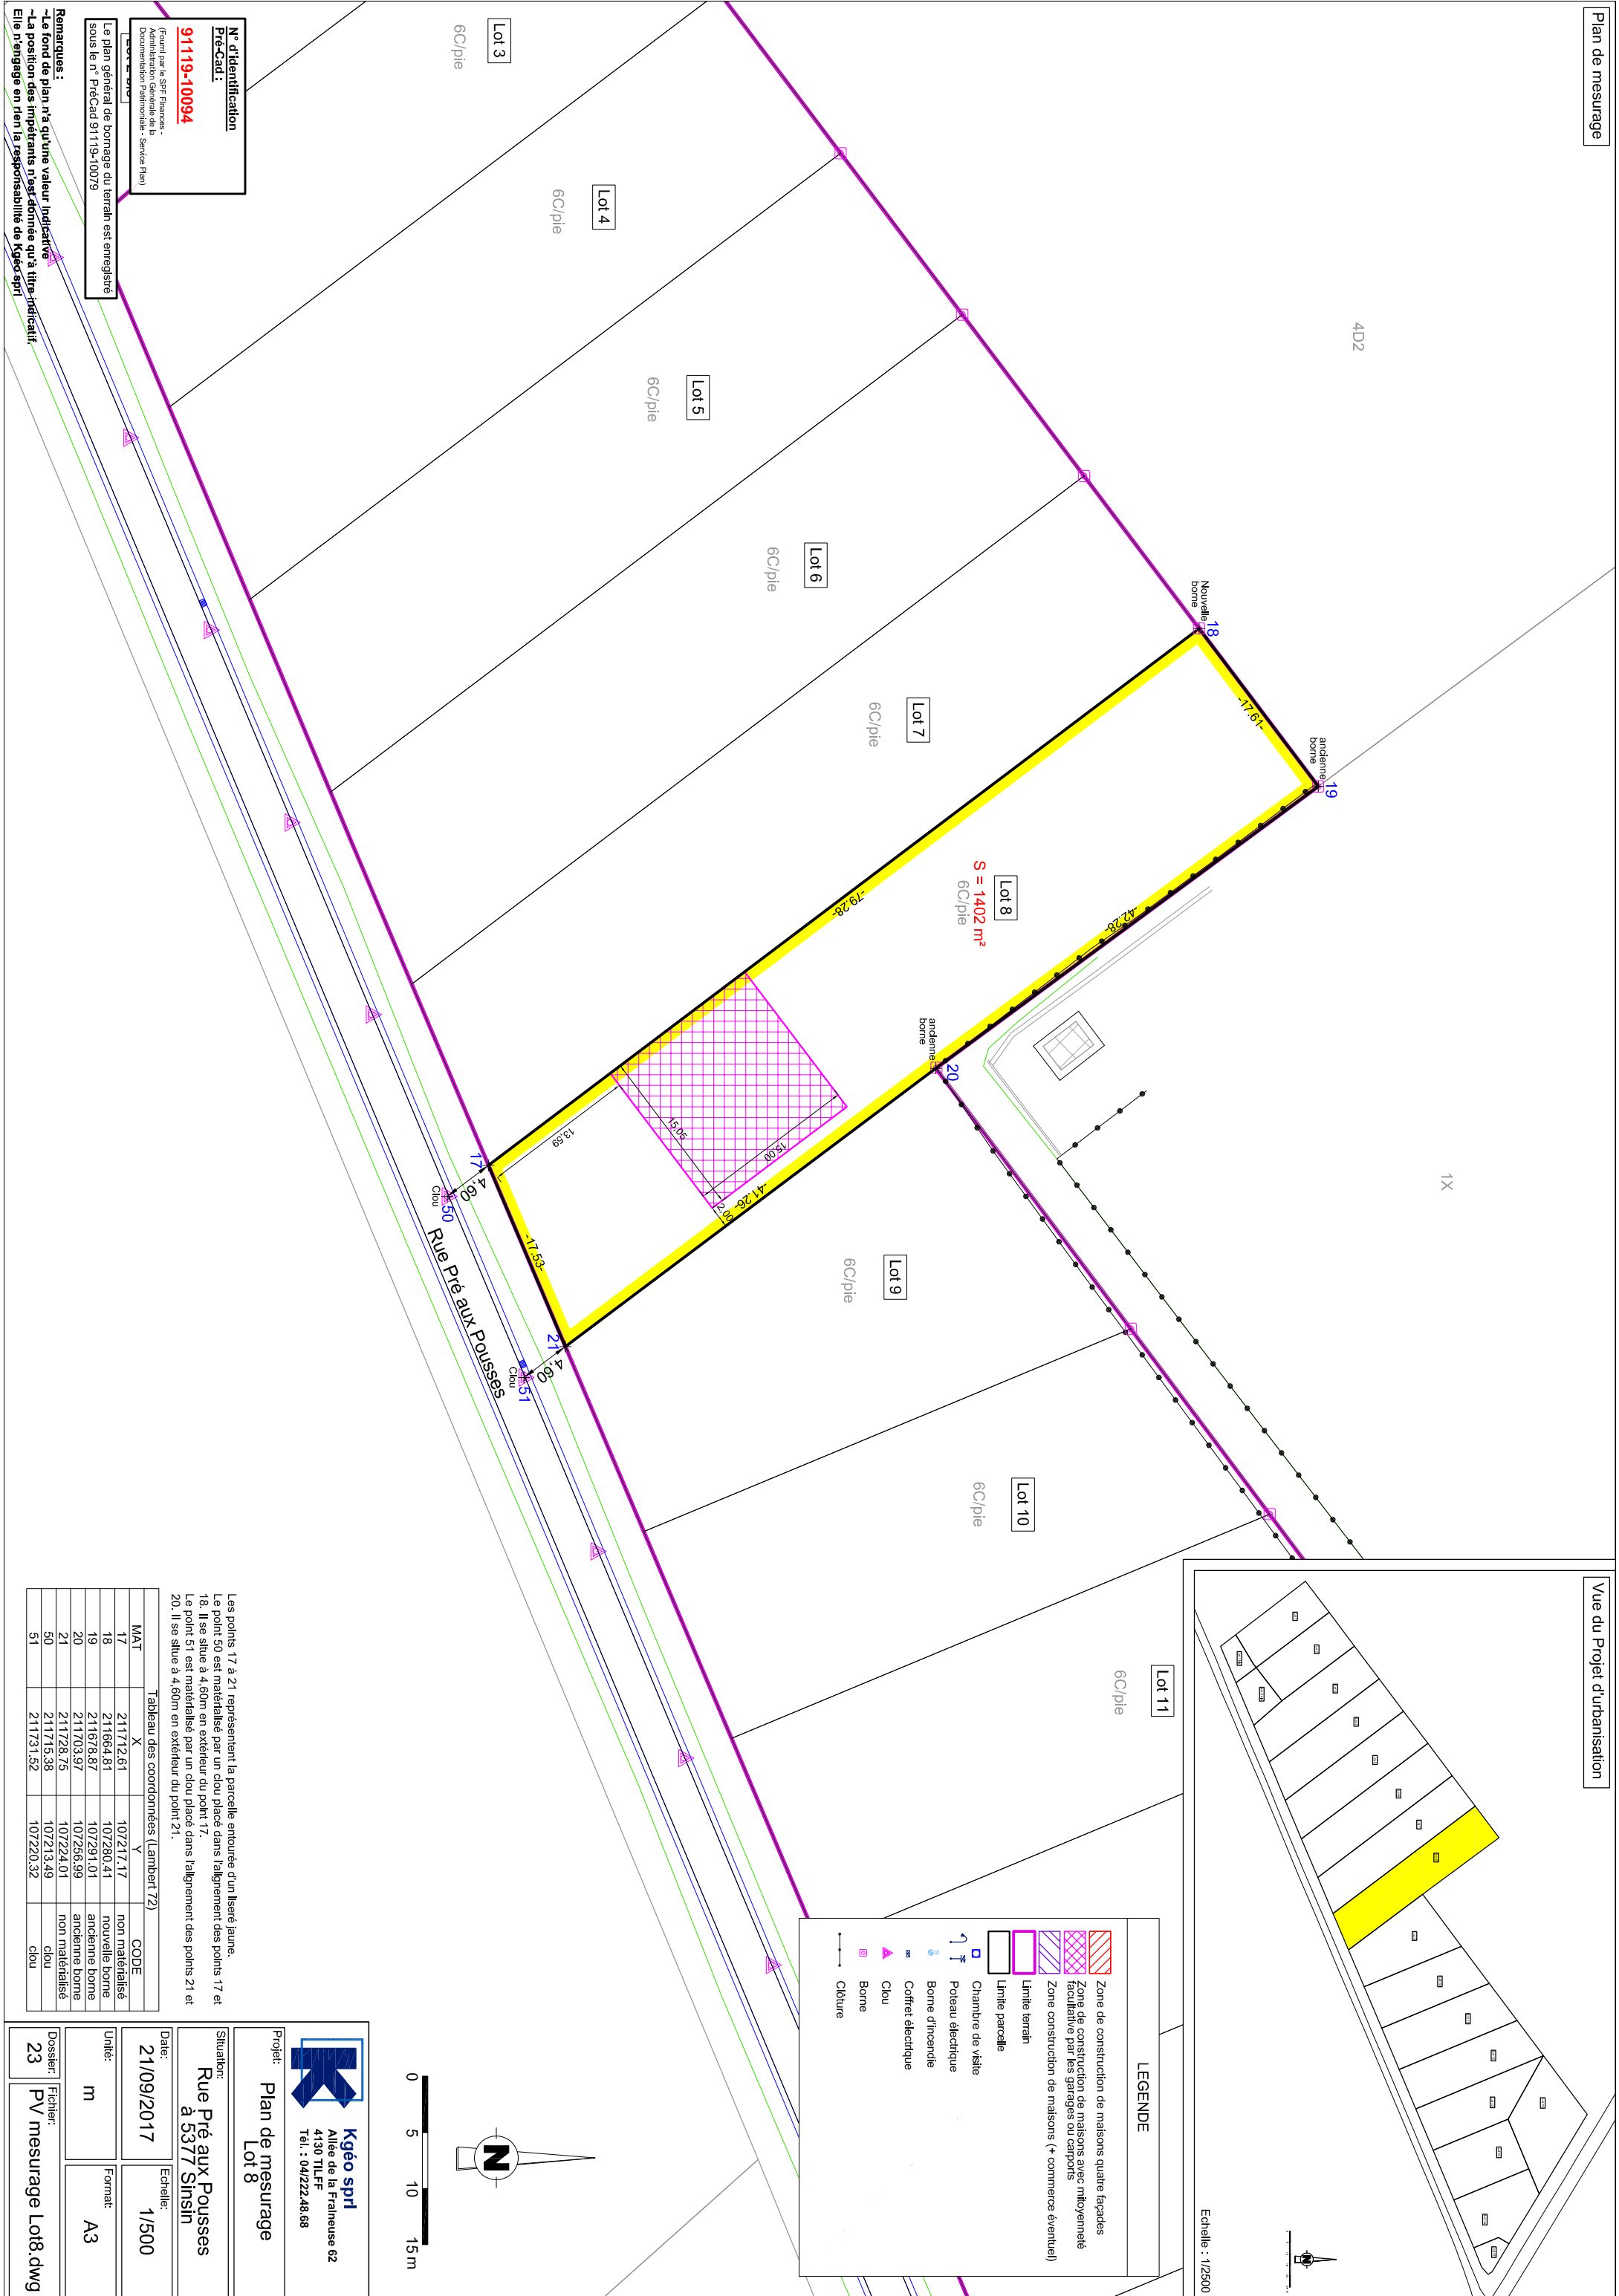 Plan de mesurage
N° d'identification
Pré-Cad :
91119-10094
(Fourni par le SPF Finances -
Administration Générale de la
Documentation Patrimoniale - Service Plan)
Le plan général de bornage du terrain est enregistré
sous le n° PréCad 91119-10079
Remarques :
~Le fond de plan n'a qu'une valeur indicative
~La position des impétrants n'est donnée qu'à titre indicatif.
Elle n'engage en rien la responsabilité de Kgéo sprl
Lot 3
6C/pie
Lot 4
6C/pie
Lot 5
6C/pie
Lot 6
6C/pie
Lot 7
6C/pie
Lot 8
S = 1402 m²
6C/pie
Lot 9
6C/pie
Lot 10
6C/pie
Lot 11
6C/pie
4D2
1X
18
Nouvelle
borne
-17.61-
19
ancienne
borne
-42.28-
-79.28-
20
ancienne
borne
-41.26-
13.59
15.05
15.00
2.00
17
4.60
50
Clou
-17.53-
21
4.60
51
Clou
Rue Pré aux Pousses
Vue du Projet d'urbanisation
N
Echelle : 1/2500
LEGENDE
Zone de construction de maisons quatre façades
Zone de construction de maisons avec mitoyenneté
facultative par les garages ou carports
Zone construction de maisons (+ commerce éventuel)
Limite terrain
Limite parcelle
Chambre de visite
Poteau électrique
Borne d'incendie
Coffret électrique
Clou
Borne
Clôture
Les points 17 à 21 représentent la parcelle entourée d'un liseré jaune.
Le point 50 est matérialisé par un clou placé dans l'alignement des points 17 et
18. Il se situe à 4,60m en extérieur du point 17.
Le point 51 est matérialisé par un clou placé dans l'alignement des points 21 et
20. Il se situe à 4,60m en extérieur du point 21.
Tableau des coordonnées (Lambert 72)
MAT X Y CODE
17 211712.61 107217.17 non matérialisé
18 211664.81 107280.41 nouvelle borne
19 211678.87 107291.01 ancienne borne
20 211703.97 107256.99 ancienne borne
21 211728.75 107224.01 non matérialisé
50 211715.38 107213.49 clou
51 211731.52 107220.32 clou
N
0 5 10 15 m
K
Kgéo sprl
Allée de la Fraineuse 62
4130 TILFF
Tél. : 04/222.48.68
Projet:
Plan de mesurage
Lot 8
Situation:
Rue Pré aux Pousses
à 5377 Sinsin
Date:
21/09/2017
Echelle:
1/500
Unité:
m
Format:
A3
Dossier:
23
Fichier:
PV mesurage Lot8.dwg